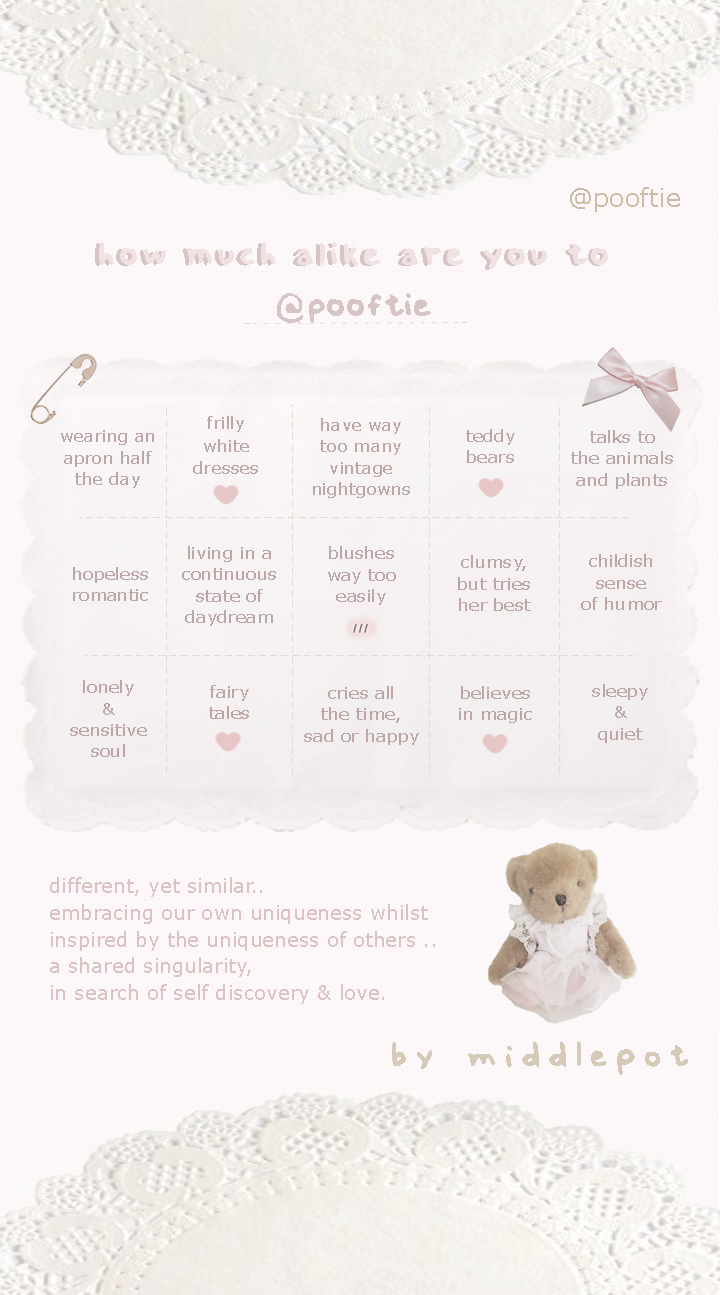 @pooftie
how much alike are you to
@pooftie
wearing an
apron half
the day
frilly
white
dresses
have way
too many
vintage
nightgowns
teddy
bears
talks to
the animals
and plants
hopeless
romantic
living in a
continuous
state of
daydream
blushes
way too
easily
///
clumsy,
but tries
her best
childish
sense
of humor
lonely
&
sensitive
soul
fairy
tales
cries all
the time,
sad or happy
believes
in magic
sleepy
&
quiet
different, yet similar..
embracing our own uniqueness whilst
inspired by the uniqueness of others ..
a shared singularity,
in search of self discovery & love.
by middlepot